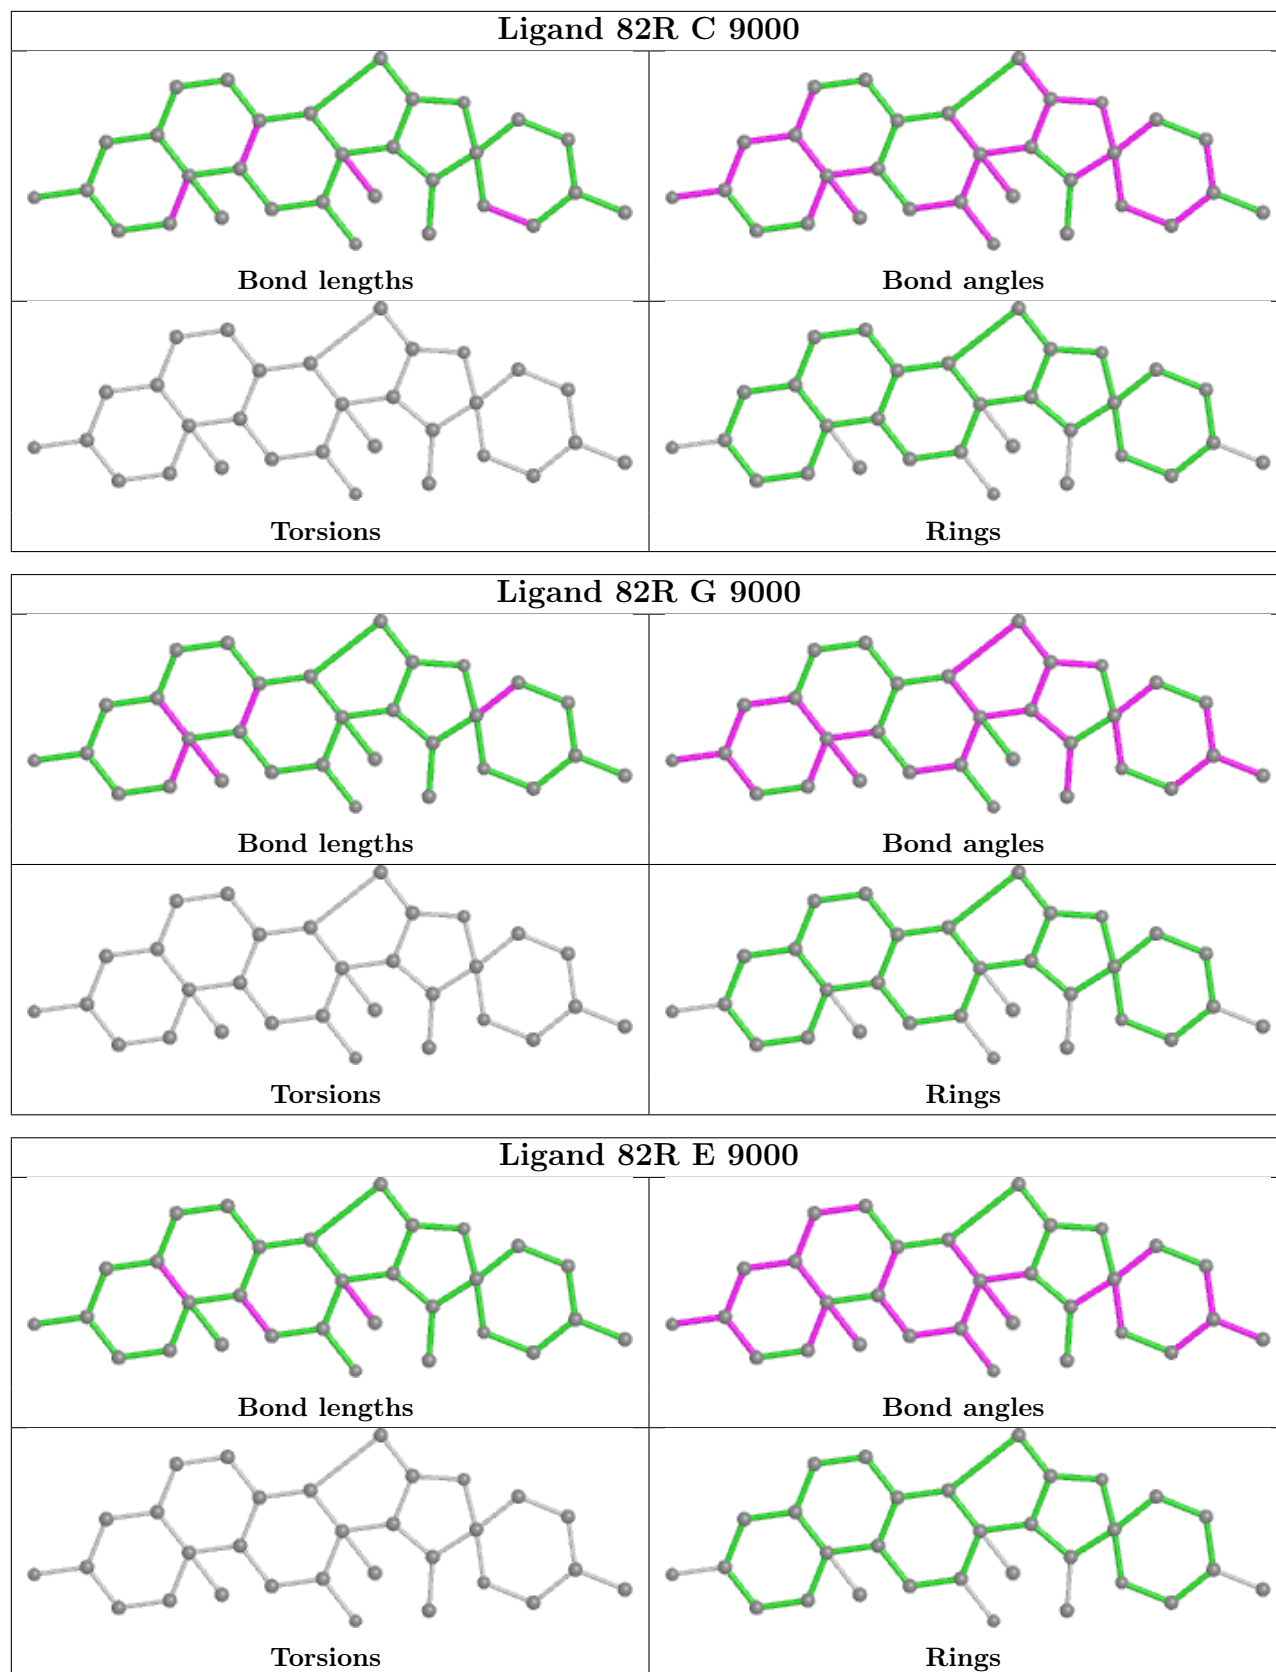 Ligand 82R C 9000
Bond lengths
Bond angles
Torsions
Rings
Ligand 82R G 9000
Bond lengths
Bond angles
Torsions
Rings
Ligand 82R E 9000
Bond lengths
Bond angles
Torsions
Rings